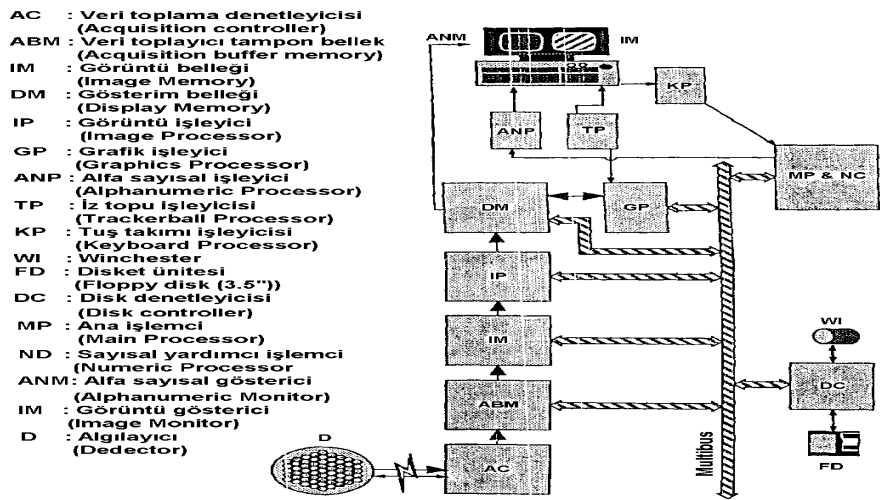 AC : Veri toplama denetleyicisi
(Acquisition controller)
ABM : Veri toplayıcı tampon bellek
(Acquisition buffer memory)
IM : Görüntü belleği
(Image Memory)
DM : Gösterim belleği
(Display Memory)
IP : Görüntü işleyici
(Image Processor)
GP : Grafik işleyici
(Graphics Processor)
ANP : Alfa sayısal işleyici
(Alphanumeric Processor)
TP : İz topu işleyicisi
(Trackerball Processor)
KP : Tuş takımı işleyicisi
(Keyboard Processor)
WI : Winchester
FD : Disket ünitesi
(Floppy disk (3.5"))
DC : Disk denetleyicisi
(Disk controller)
MP : Ana işlemci
(Main Processor)
ND : Sayısal yardımcı işlemci
(Numeric Processor
ANM: Alfa sayısal gösterici
(Alphanumeric Monitor)
IM : Görüntü gösterici
(Image Monitor)
D : Algılayıcı
(Dedector)
ANM
IM
KP
ANP
TP
MP & NC
DM
GP
IP
IM
WI
DC
ABM
D
AC
Multibus
FD